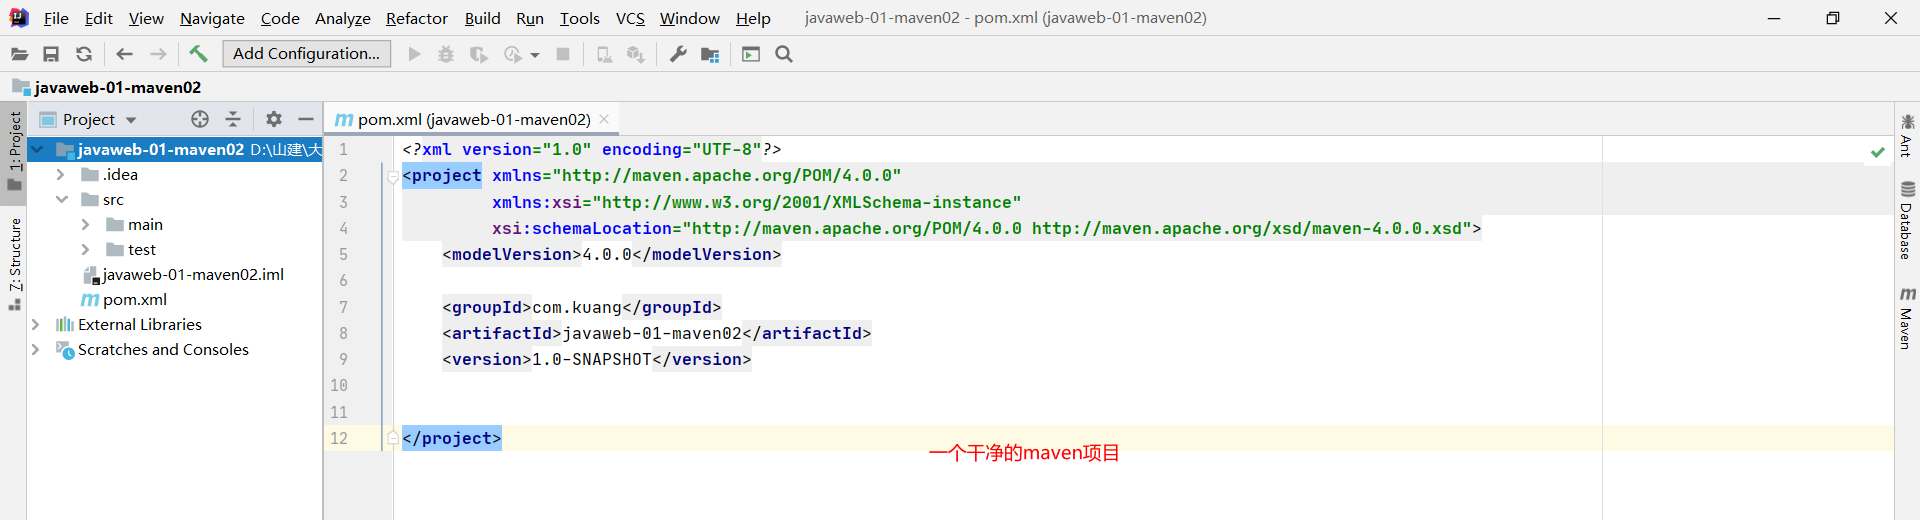 File Edit View Navigate Code Analyze Refactor Build Run Tools VCS Window Help javaweb-01-maven02 - pom.xml (javaweb-01-maven02)
Add Configuration...
javaweb-01-maven02
Project
pom.xml (javaweb-01-maven02)
1: Project
7: Structure
javaweb-01-maven02 D:\山建\大
.idea
src
main
test
javaweb-01-maven02.iml
pom.xml
External Libraries
Scratches and Consoles
1 <?xml version="1.0" encoding="UTF-8"?>
2 <project xmlns="http://maven.apache.org/POM/4.0.0"
3 xmlns:xsi="http://www.w3.org/2001/XMLSchema-instance"
4 xsi:schemaLocation="http://maven.apache.org/POM/4.0.0 http://maven.apache.org/xsd/maven-4.0.0.xsd">
5 <modelVersion>4.0.0</modelVersion>
6
7 <groupId>com.kuang</groupId>
8 <artifactId>javaweb-01-maven02</artifactId>
9 <version>1.0-SNAPSHOT</version>
10
11
12 </project>
一个干净的maven项目
Ant
Database
Maven